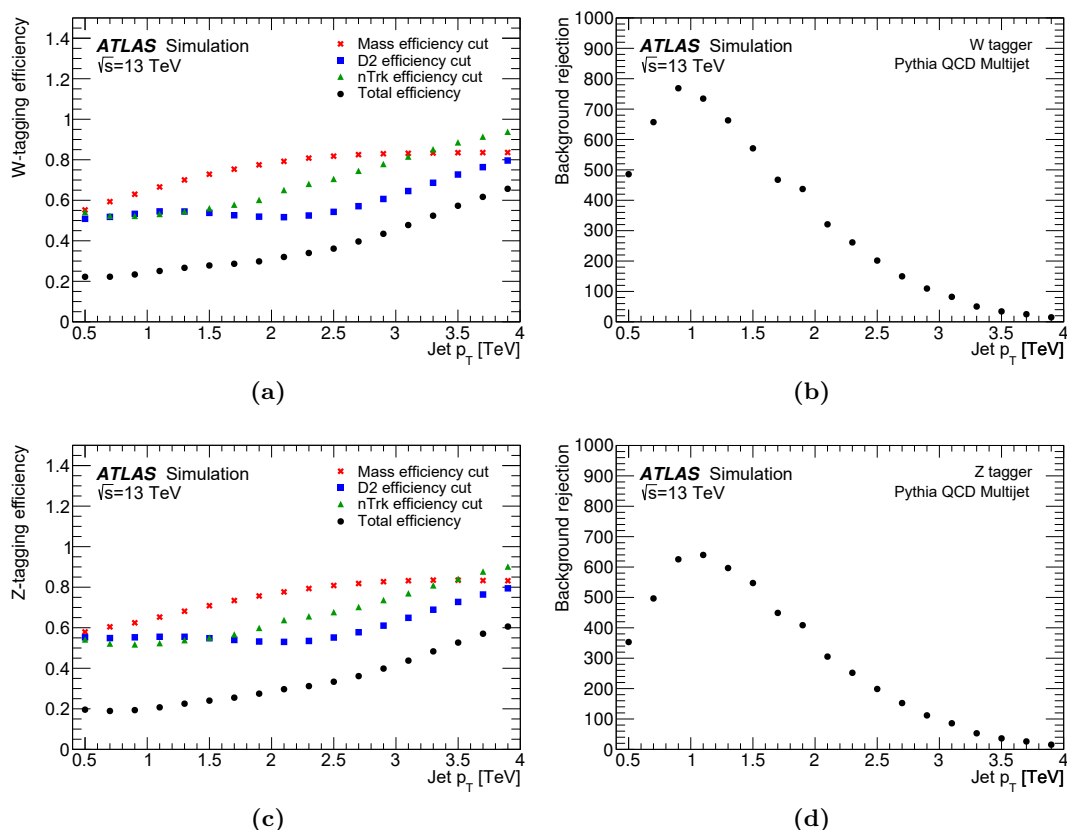 W-tagging efficiency
1.4
1.2
1
0.8
0.6
0.4
0.2
0
ATLAS Simulation
√s=13 TeV
Mass efficiency cut
D2 efficiency cut
nTrk efficiency cut
Total efficiency
0.5 1 1.5 2 2.5 3 3.5 4
Jet p_T [TeV]
(a)
Background rejection
1000
900
800
700
600
500
400
300
200
100
0
ATLAS Simulation
√s=13 TeV
W tagger
Pythia QCD Multijet
0.5 1 1.5 2 2.5 3 3.5 4
Jet p_T [TeV]
(b)
Z-tagging efficiency
1.4
1.2
1
0.8
0.6
0.4
0.2
0
ATLAS Simulation
√s=13 TeV
Mass efficiency cut
D2 efficiency cut
nTrk efficiency cut
Total efficiency
0.5 1 1.5 2 2.5 3 3.5 4
Jet p_T [TeV]
(c)
Background rejection
1000
900
800
700
600
500
400
300
200
100
0
ATLAS Simulation
√s=13 TeV
Z tagger
Pythia QCD Multijet
0.5 1 1.5 2 2.5 3 3.5 4
Jet p_T [TeV]
(d)